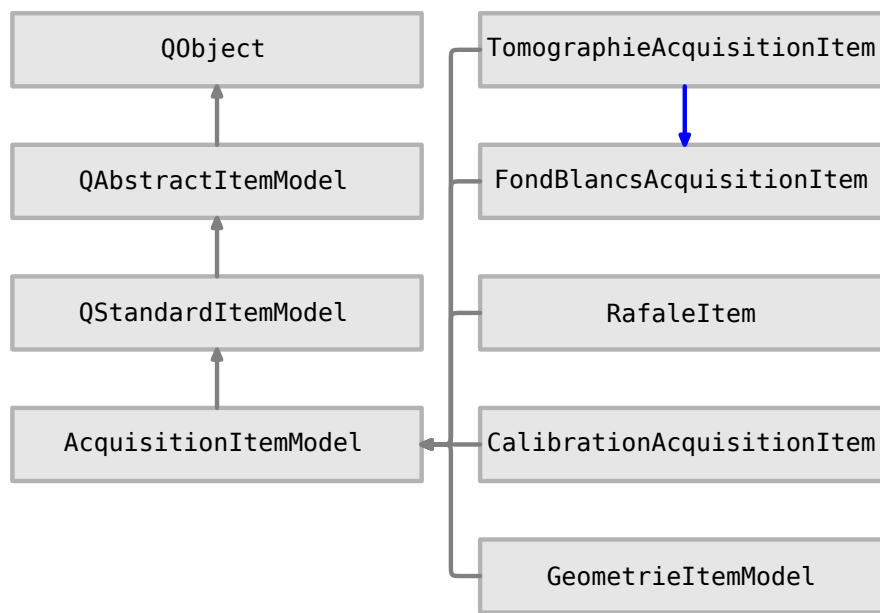 QObject
QAbstractItemModel
QStandardItemModel
AcquisitionItemModel
TomographieAcquisitionItem
FondBlancsAcquisitionItem
RafaleItem
CalibrationAcquisitionItem
GeometrieItemModel